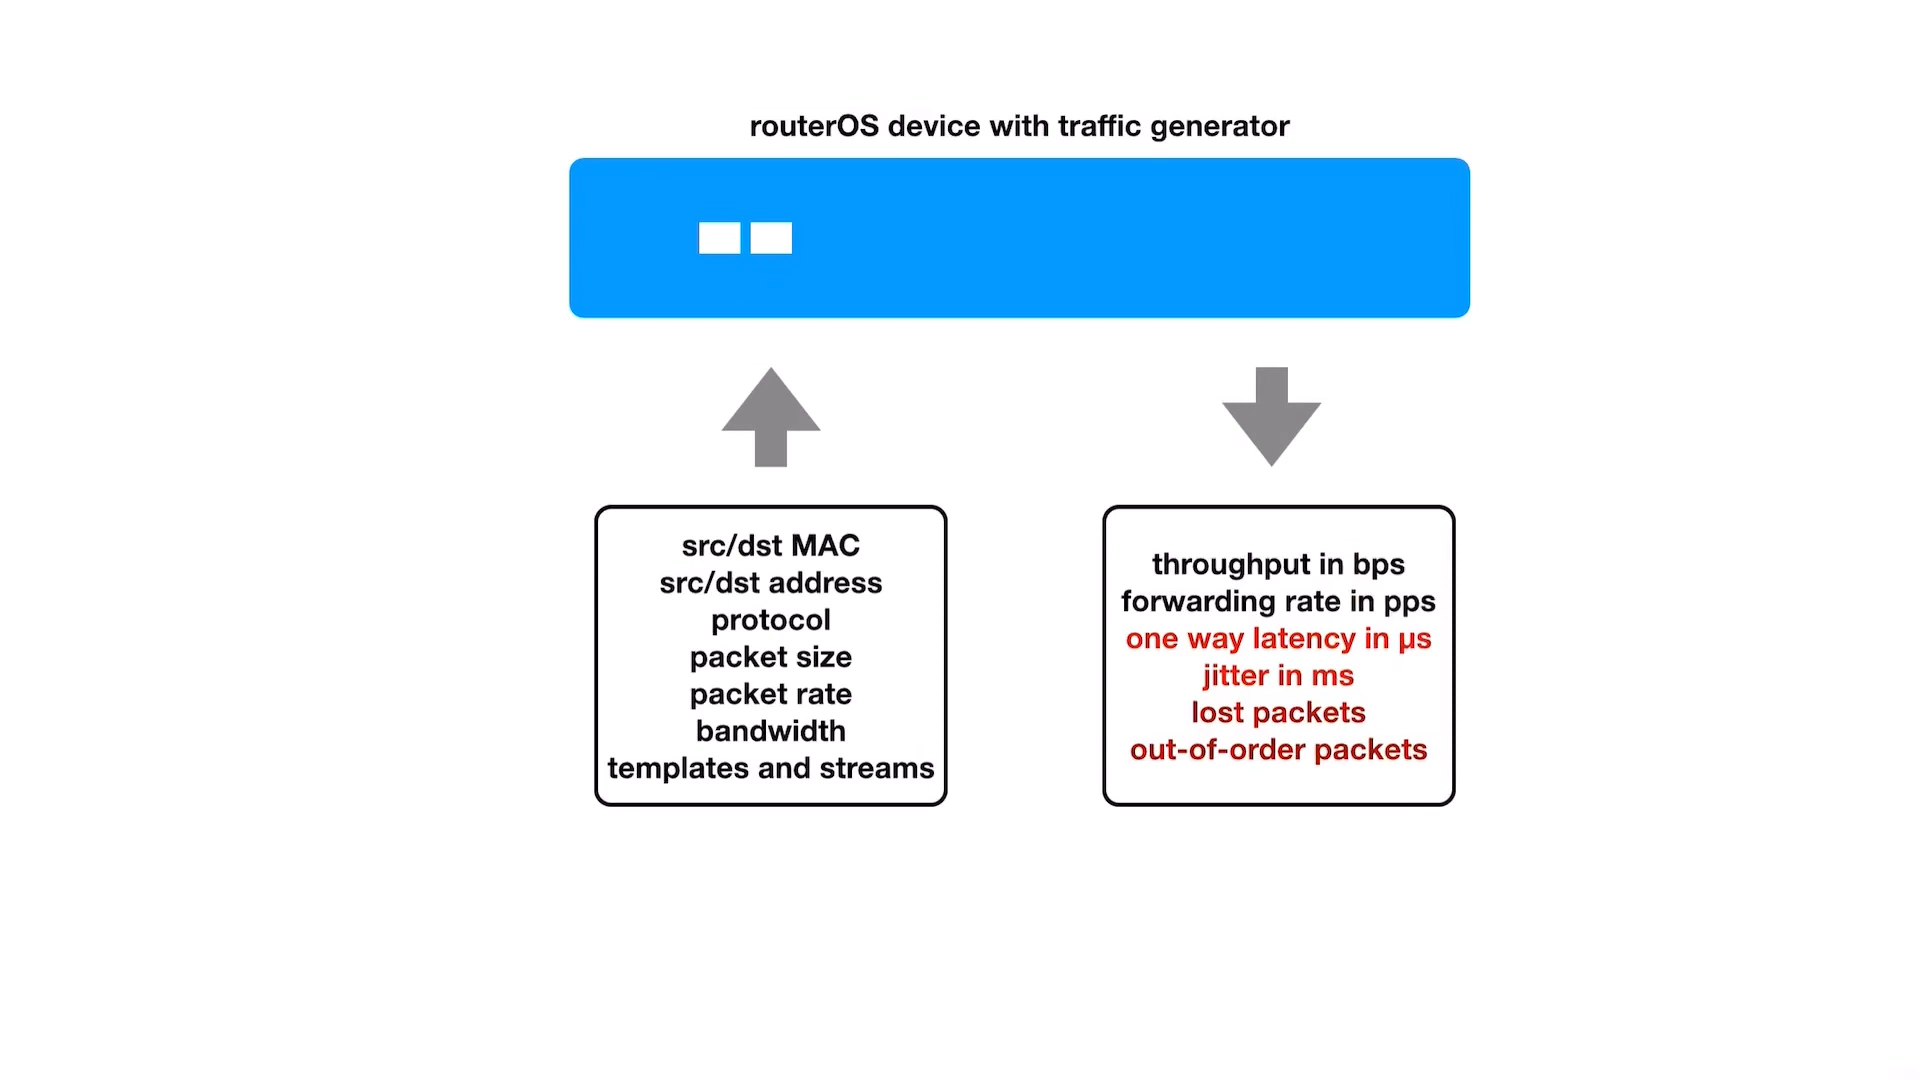 routerOS device with traffic generator
src/dst MAC
src/dst address
protocol
packet size
packet rate
bandwidth
templates and streams
throughput in bps
forwarding rate in pps
one way latency in µs
jitter in ms
lost packets
out-of-order packets